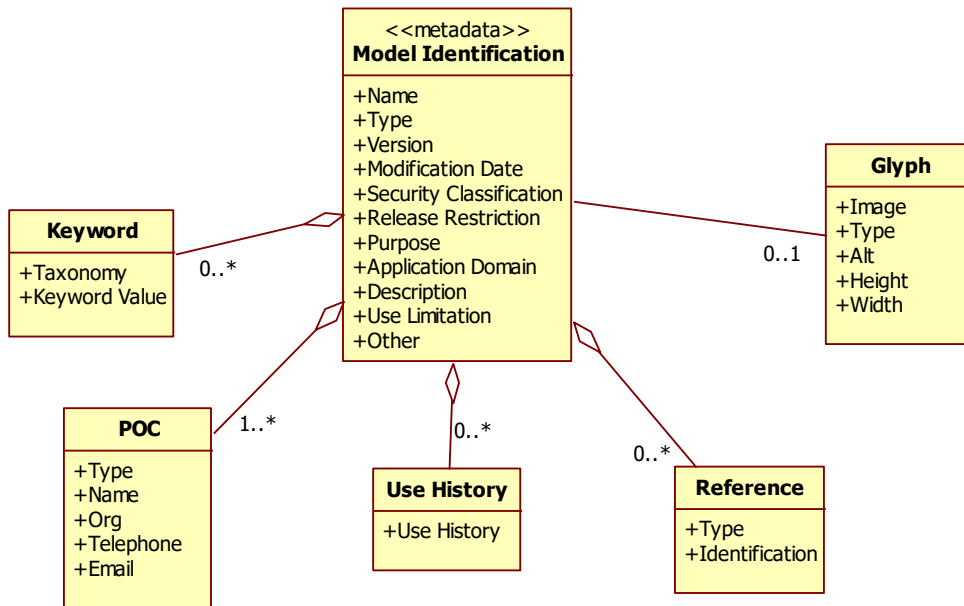 <<metadata>>
Model Identification
+Name
+Type
+Version
+Modification Date
+Security Classification
+Release Restriction
+Purpose
+Application Domain
+Description
+Use Limitation
+Other
Glyph
+Image
+Type
+Alt
+Height
+Width
0..1
Keyword
+Taxonomy
+Keyword Value
0..*
POC
+Type
+Name
+Org
+Telephone
+Email
1..*
Use History
+Use History
0..*
Reference
+Type
+Identification
0..*